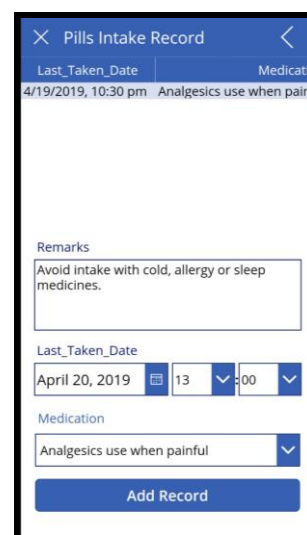 Pills Intake Record
Last_Taken_Date
4/19/2019, 10:30 pm Analgesics use when
Remarks
Avoid intake with cold, allergy or sleep
medicines.
Last_Taken_Date
April 20, 2019 13 : 00
Medication
Analgesics use when painful
Add Record